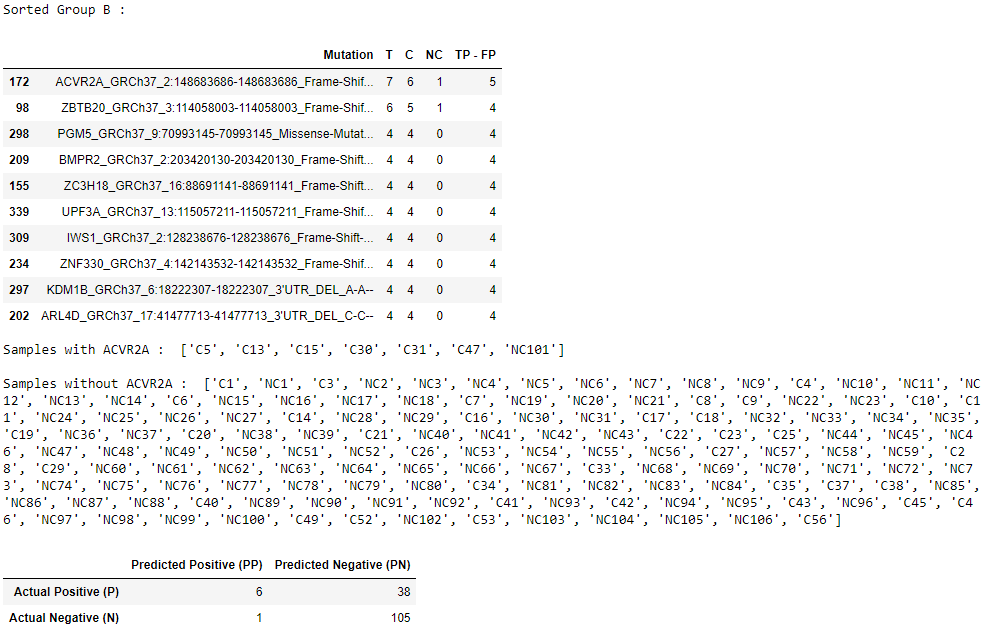 Sorted Group B :
Mutation T C NC TP - FP
172 ACVR2A_GRCh37_2:148683686-148683686_Frame-Shif... 7 6 1 5
98 ZBTB20_GRCh37_3:114058003-114058003_Frame-Shif... 6 5 1 4
298 PGM5_GRCh37_9:70993145-70993145_Missense-Mutat... 4 4 0 4
209 BMPR2_GRCh37_2:203420130-203420130_Frame-Shift... 4 4 0 4
155 ZC3H18_GRCh37_16:88691141-88691141_Frame-Shift... 4 4 0 4
339 UPF3A_GRCh37_13:115057211-115057211_Frame-Shif... 4 4 0 4
309 IWS1_GRCh37_2:128238676-128238676_Frame-Shift-... 4 4 0 4
234 ZNF330_GRCh37_4:142143532-142143532_Frame-Shif... 4 4 0 4
297 KDM1B_GRCh37_6:18222307-18222307_3'UTR_DEL_A-A-- 4 4 0 4
202 ARL4D_GRCh37_17:41477713-41477713_3'UTR_DEL_C-C-- 4 4 0 4
Samples with ACVR2A :  ['C5', 'C13', 'C15', 'C30', 'C31', 'C47', 'NC101']
Samples without ACVR2A :  ['C1', 'NC1', 'C3', 'NC2', 'NC3', 'NC4', 'NC5', 'NC6', 'NC7', 'NC8', 'NC9', 'C4', 'NC10', 'NC11', 'NC
12', 'NC13', 'NC14', 'C6', 'NC15', 'NC16', 'NC17', 'NC18', 'C7', 'NC19', 'NC20', 'NC21', 'C8', 'C9', 'NC22', 'NC23', 'C10', 'C1
1', 'NC24', 'NC25', 'NC26', 'NC27', 'C14', 'NC28', 'NC29', 'C16', 'NC30', 'NC31', 'C17', 'C18', 'NC32', 'NC33', 'NC34', 'NC35',
'C19', 'NC36', 'NC37', 'C20', 'NC38', 'NC39', 'C21', 'NC40', 'NC41', 'NC42', 'NC43', 'C22', 'C23', 'C25', 'NC44', 'NC45', 'NC4
6', 'NC47', 'NC48', 'NC49', 'NC50', 'NC51', 'NC52', 'C26', 'NC53', 'NC54', 'NC55', 'NC56', 'C27', 'NC57', 'NC58', 'NC59', 'C2
8', 'C29', 'NC60', 'NC61', 'NC62', 'NC63', 'NC64', 'NC65', 'NC66', 'NC67', 'C33', 'NC68', 'NC69', 'NC70', 'NC71', 'NC72', 'NC7
3', 'NC74', 'NC75', 'NC76', 'NC77', 'NC78', 'NC79', 'NC80', 'C34', 'NC81', 'NC82', 'NC83', 'NC84', 'C35', 'C37', 'C38', 'NC85',
'NC86', 'NC87', 'NC88', 'C40', 'NC89', 'NC90', 'NC91', 'NC92', 'C41', 'NC93', 'C42', 'NC94', 'NC95', 'C43', 'NC96', 'C45', 'C4
6', 'NC97', 'NC98', 'NC99', 'NC100', 'C49', 'C52', 'NC102', 'C53', 'NC103', 'NC104', 'NC105', 'NC106', 'C56']
Predicted Positive (PP) Predicted Negative (PN)
Actual Positive (P) 6 38
Actual Negative (N) 1 105